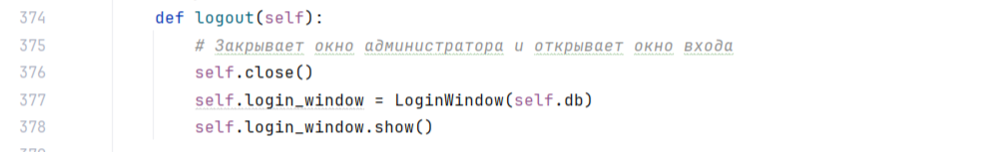 374 def logout(self):
375 # Закрывает окно администратора и открывает окно входа
376 self.close()
377 self.login_window = LoginWindow(self.db)
378 self.login_window.show()